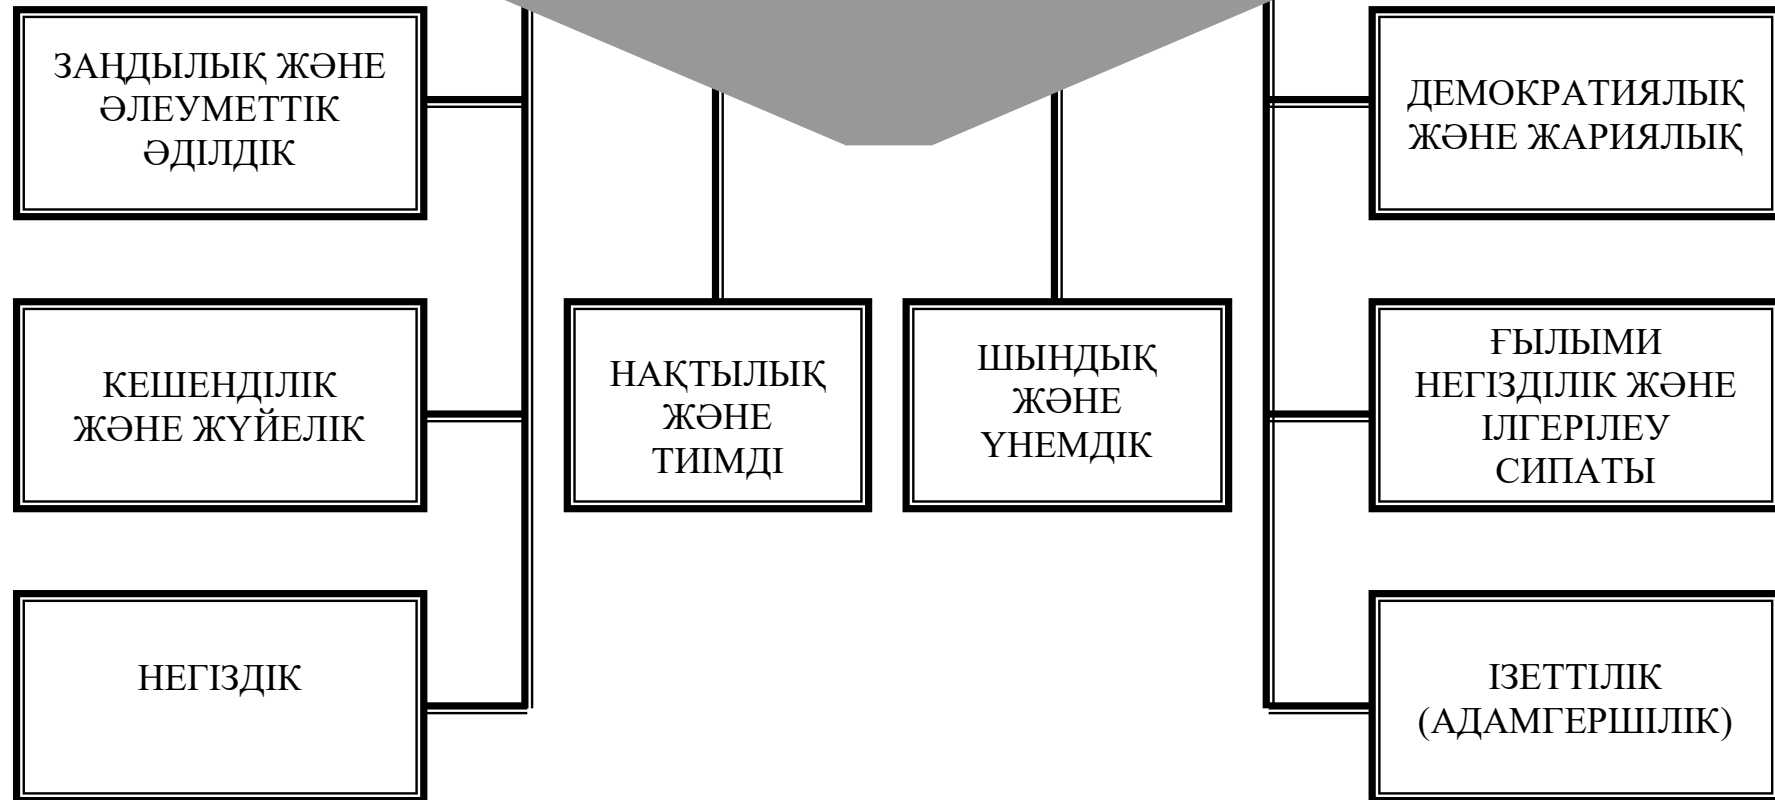 ЗАҢДЫЛЫҚ ЖӘНЕ
ӘЛЕУМЕТТІК
ӘДІЛДІК
ДЕМОКРАТИЯЛЫҚ
ЖӘНЕ ЖАРИЯЛЫҚ
КЕШЕНДІЛІК
ЖӘНЕ ЖҮЙЕЛІК
НАҚТЫЛЫҚ
ЖӘНЕ
ТИІМДІ
ШЫНДЫҚ
ЖӘНЕ
ҮНЕМДІК
ҒЫЛЫМИ
НЕГІЗДІЛІК ЖӘНЕ
ІЛГЕРІЛЕУ
СИПАТЫ
НЕГІЗДІК
ІЗЕТТІЛІК
(АДАМГЕРШІЛІК)